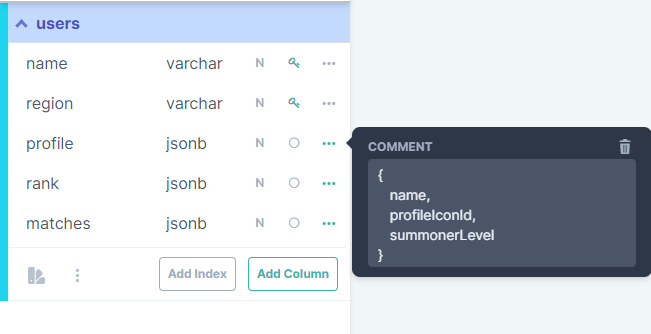 users
name varchar N
region varchar N
profile jsonb N
rank jsonb N
matches jsonb N
Add Index Add Column
COMMENT
{
name,
profileIconId,
summonerLevel
}